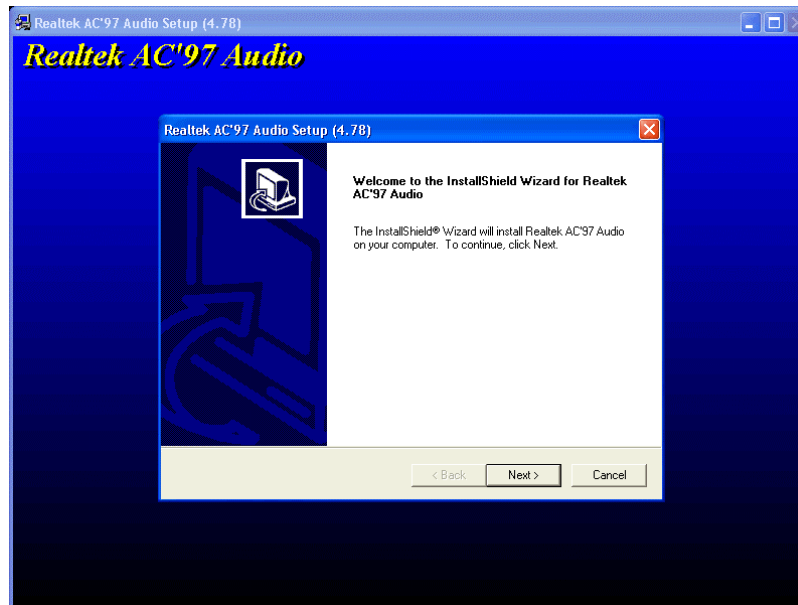 Realtek AC'97 Audio Setup (4.78)
Realtek AC'97 Audio
Realtek AC'97 Audio Setup (4.78)
Welcome to the InstallShield Wizard for Realtek
AC'97 Audio
The InstallShield® Wizard will install Realtek AC'97 Audio
on your computer. To continue, click Next.
< Back Next > Cancel